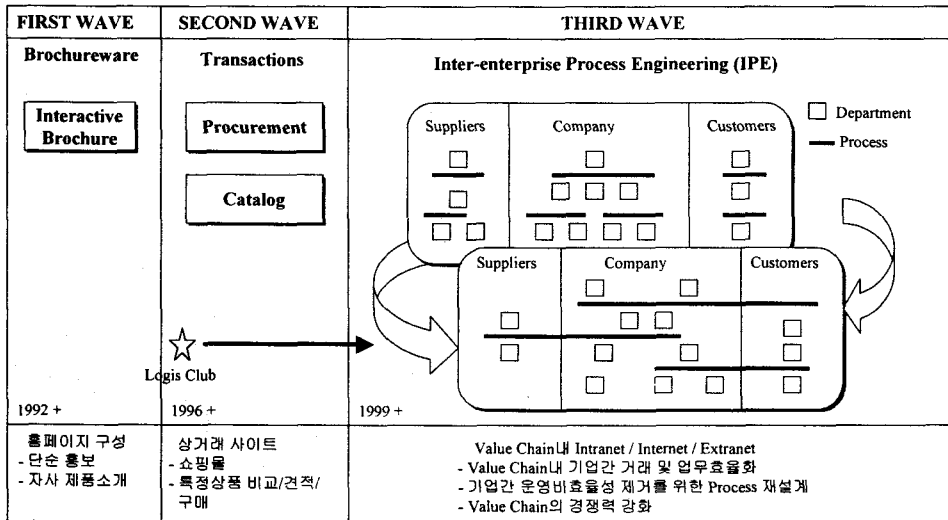 FIRST WAVE
SECOND WAVE
THIRD WAVE
Brochureware
Transactions
Inter-enterprise Process Engineering (IPE)
Interactive
Brochure
Procurement
Catalog
Suppliers
Company
Customers
Department
Process
Suppliers
Company
Customers
Logis Club
1992 +
1996 +
1999 +
홈페이지 구성
- 단순 홍보
- 자사 제품소개
상거래 사이트
- 쇼핑몰
- 특정상품 비교/견적/
구매
Value Chain내 Intranet / Internet / Extranet
- Value Chain내 기업간 거래 및 업무효율화
- 기업간 운영비효율성 제거를 위한 Process 재설계
- Value Chain의 경쟁력 강화